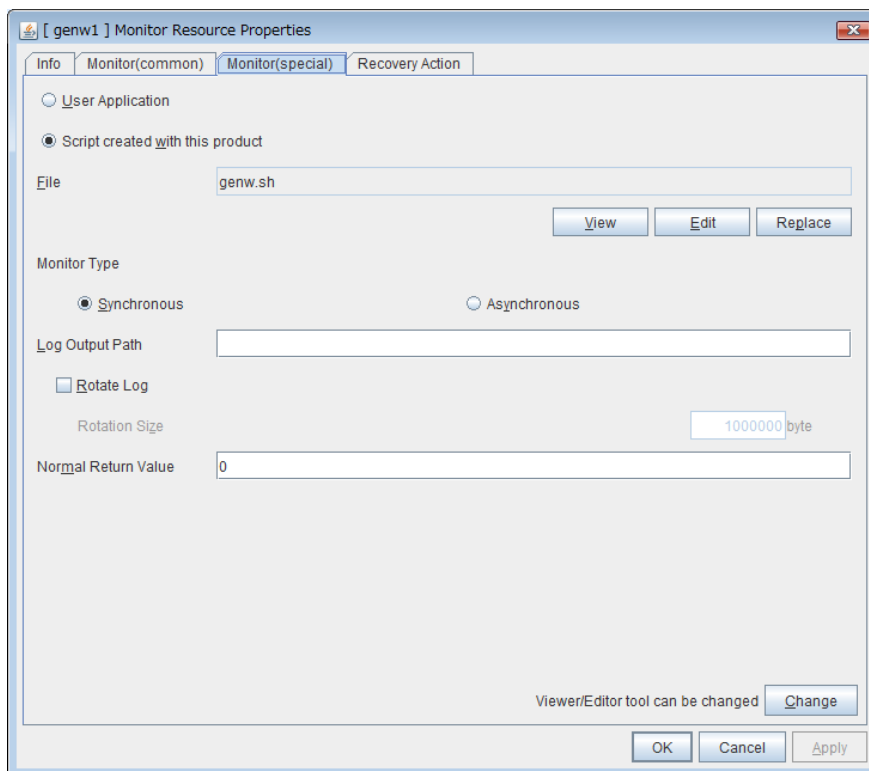 [ genw1 ] Monitor Resource Properties
Info Monitor(common) Monitor(special) Recovery Action
User Application
Script created with this product
File genw.sh
View Edit Replace
Monitor Type
Synchronous Asynchronous
Log Output Path
Rotate Log
Rotation Size 1000000 byte
Normal Return Value 0
Viewer/Editor tool can be changed Change
OK Cancel Apply